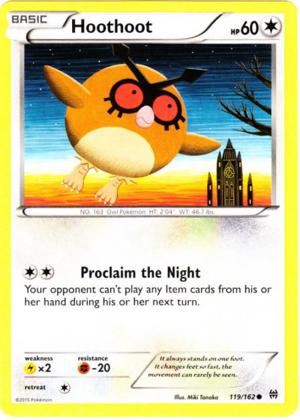 BASIC
Hoothoot HP60
NO. 163 Owl Pokémon HT: 2'04" WT: 46.7 lbs.
Proclaim the Night
Your opponent can't play any Item cards from his or
her hand during his or her next turn.
weakness resistance
×2 -20
retreat
It always stands on one foot.
It changes feet so fast, the
movement can rarely be seen.
©2015 Pokémon Illus. Miki Tanaka 119/162